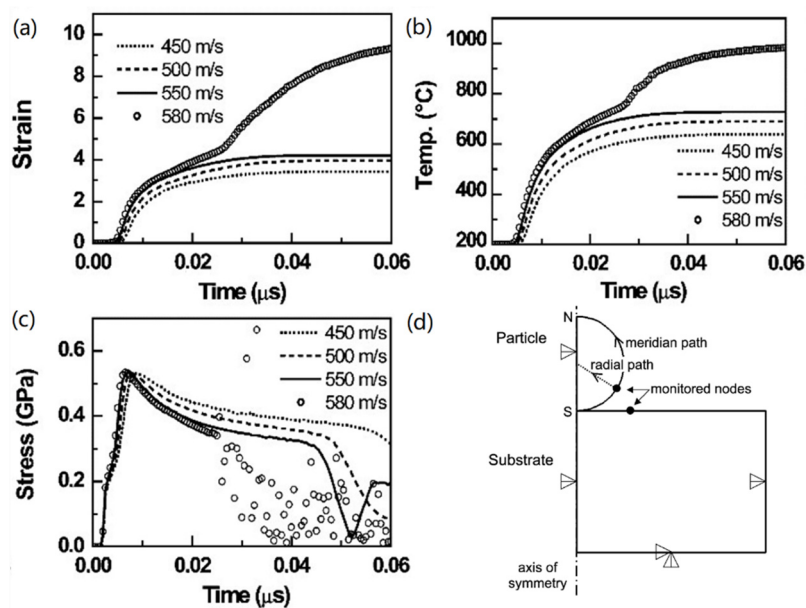 (a)
10
8
6
4
2
0
Strain
450 m/s
500 m/s
550 m/s
580 m/s
0.00 0.02 0.04 0.06
Time (μs)
(b)
1000
800
600
400
200
Temp. (°C)
450 m/s
500 m/s
550 m/s
580 m/s
0.00 0.02 0.04 0.06
Time (μs)
(c)
0.6
0.4
0.2
0.0
Stress (GPa)
450 m/s
500 m/s
550 m/s
580 m/s
0.00 0.02 0.04 0.06
Time (μs)
(d)
N
Particle
meridian path
radial path
monitored nodes
S
Substrate
axis of
symmetry